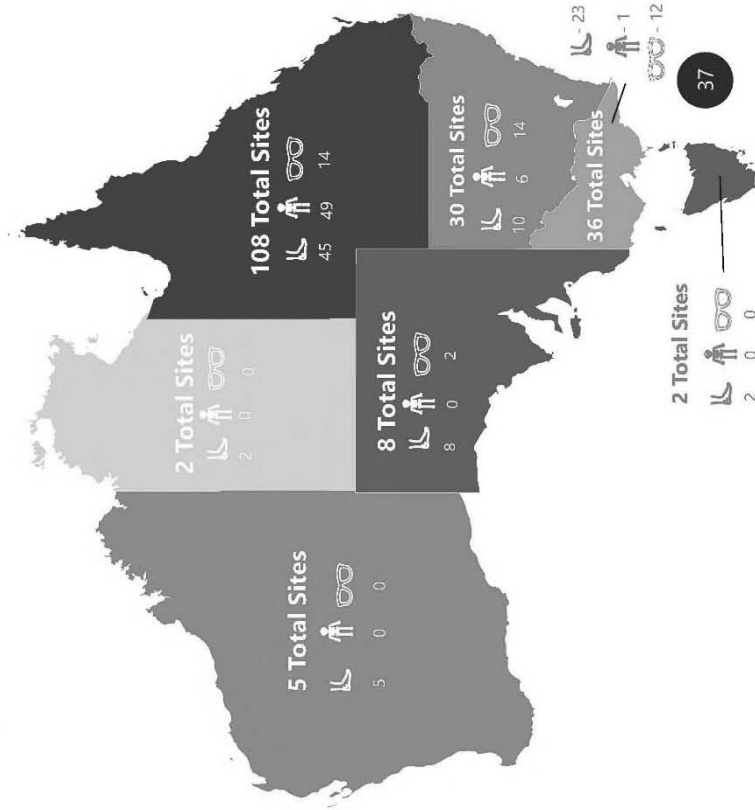 108 Total Sites
45 49 14
2 Total Sites
2 0 0
5 Total Sites
5 0 0
8 Total Sites
8 0 2
30 Total Sites
10 6 14
36 Total Sites
- 23
- 1
- 12
2 Total Sites
2 0 0
37